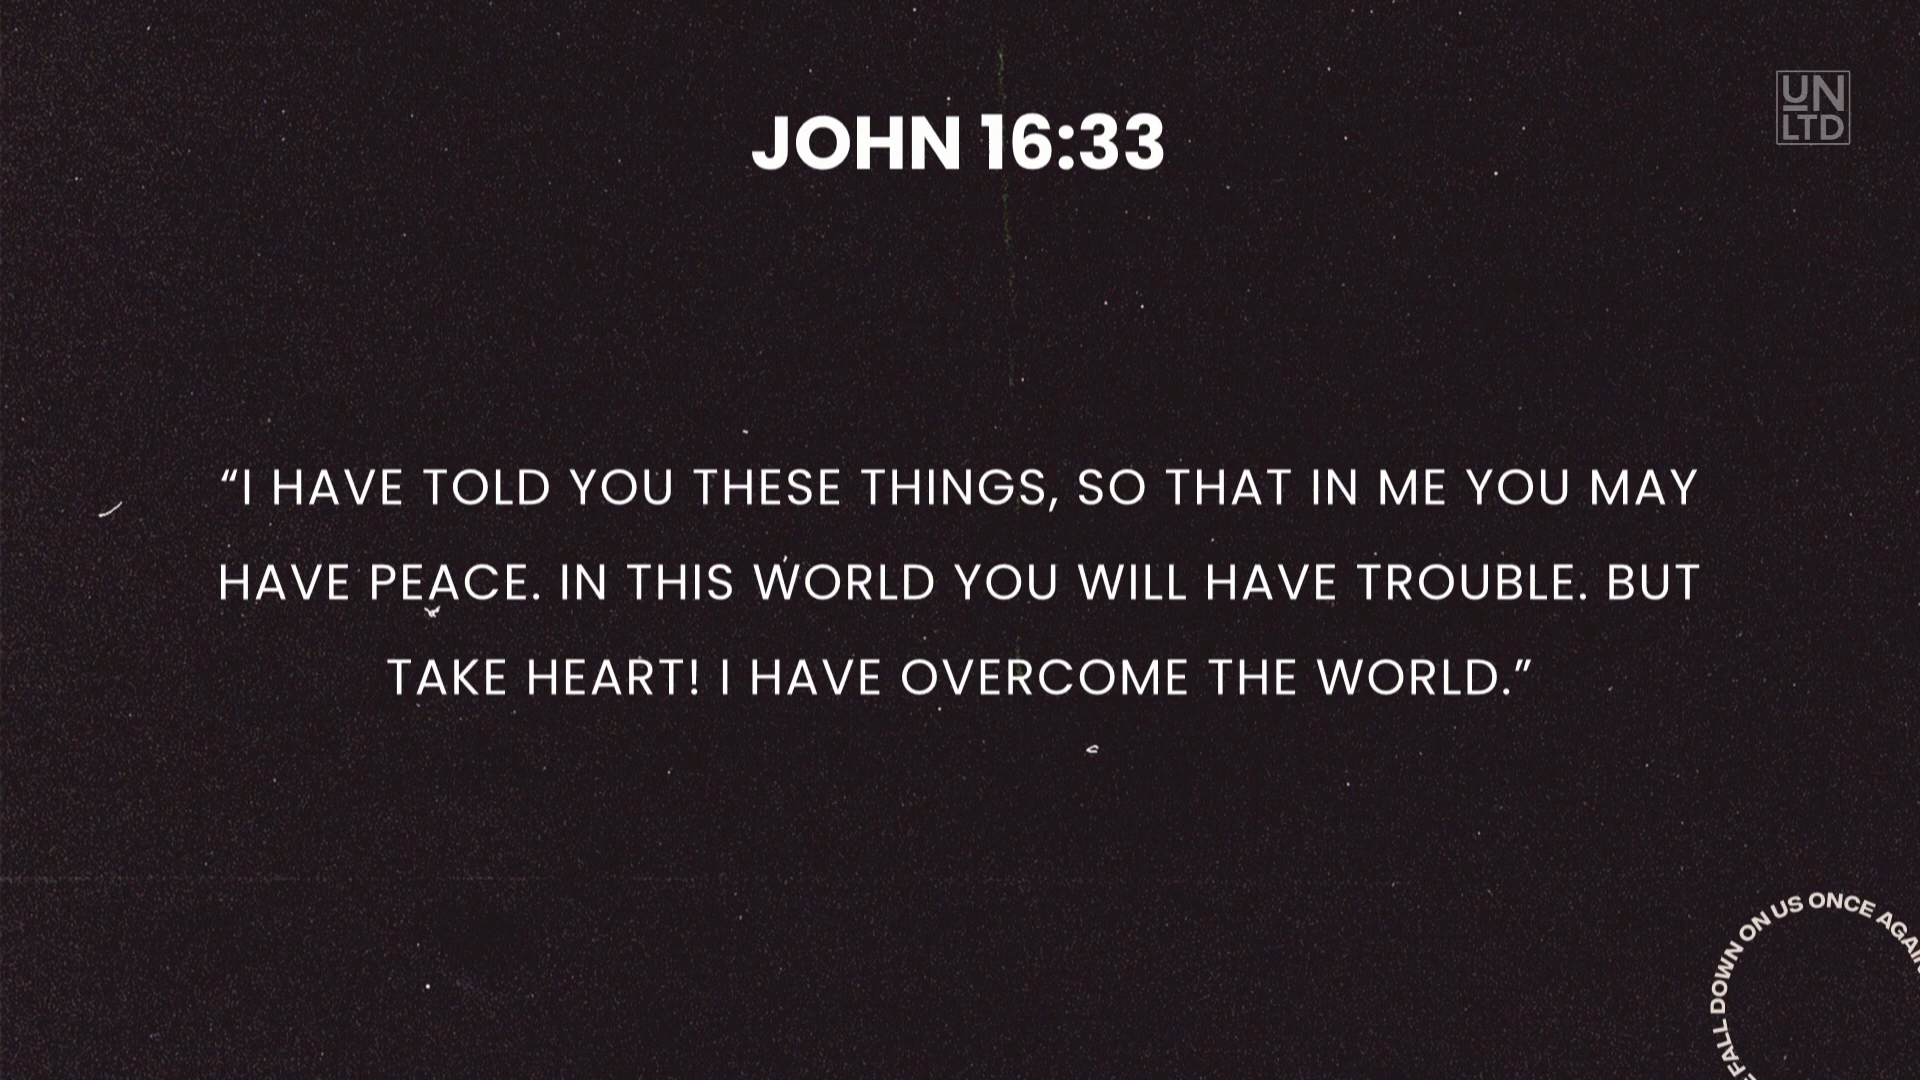 JOHN 16:33
UN
LTD
“I HAVE TOLD YOU THESE THINGS, SO THAT IN ME YOU MAY
HAVE PEACE. IN THIS WORLD YOU WILL HAVE TROUBLE. BUT
TAKE HEART! I HAVE OVERCOME THE WORLD.”
FALL DOWN ON US ONCE AGAIN